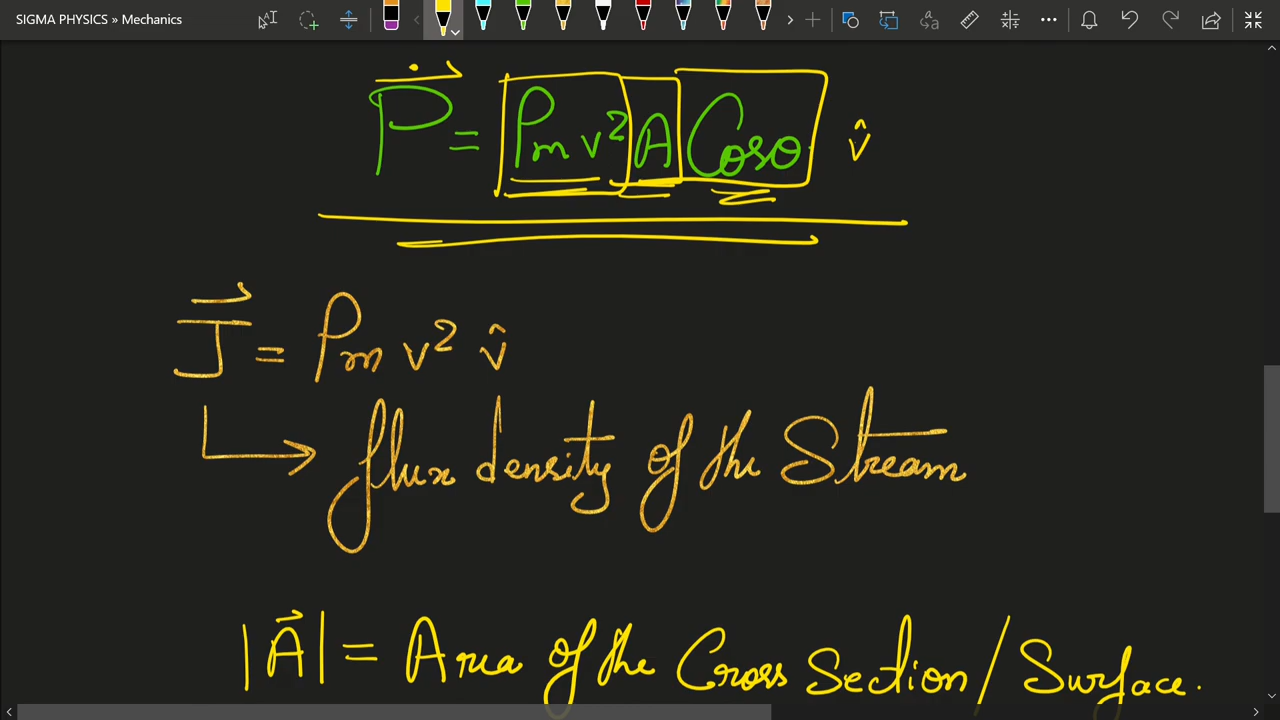 SIGMA PHYSICS » Mechanics
P⃗̇ = ρₘ v² A Cosθ v̂
J⃗ = ρₘ v² v̂
flux density of the Stream
|A⃗| = Area of the Cross Section / Surface.